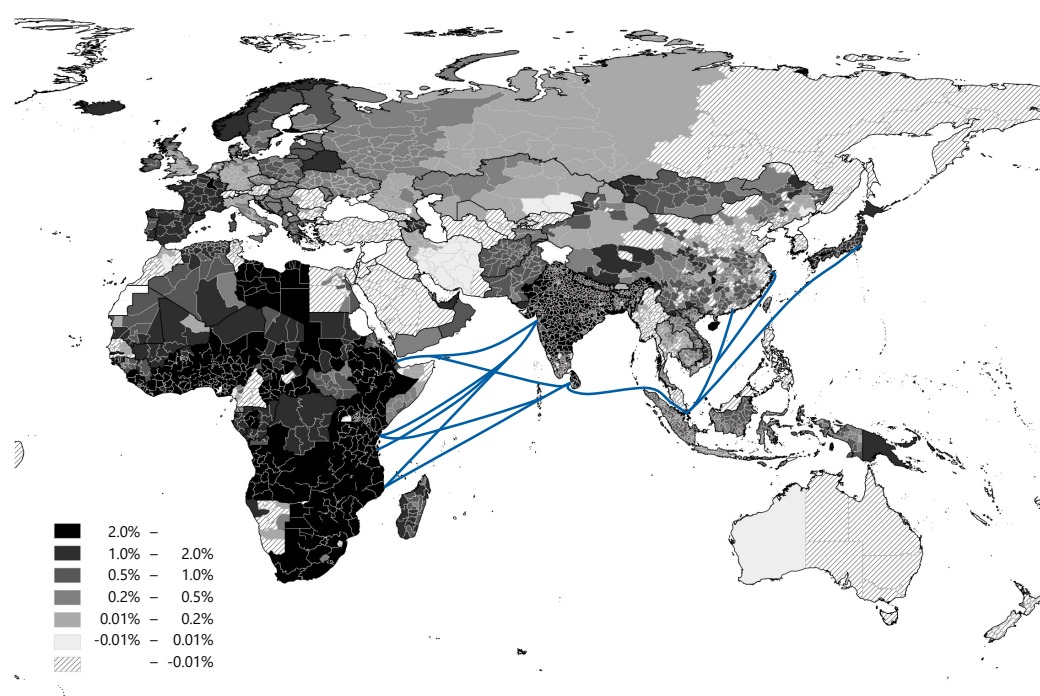 2.0% –
1.0% – 2.0%
0.5% – 1.0%
0.2% – 0.5%
0.01% – 0.2%
-0.01% – 0.01%
– -0.01%